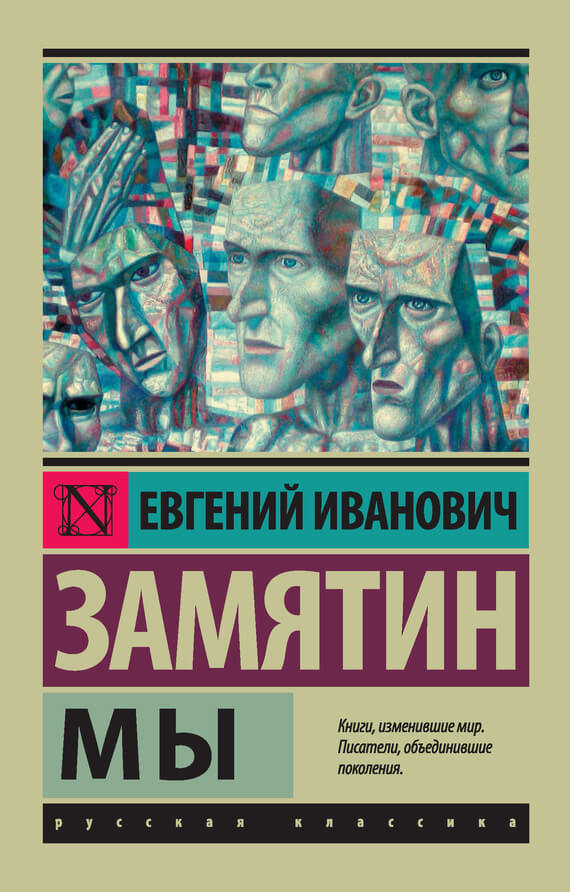 N
ЕВГЕНИЙ ИВАНОВИЧ
ЗАМЯТИН
МЫ
Книги, изменившие мир.
Писатели, объединившие
поколения.
русская классика